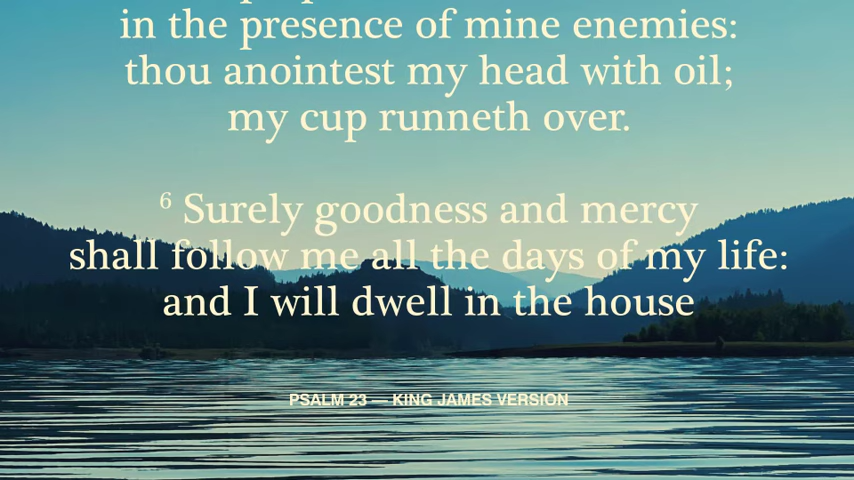 in the presence of mine enemies:
thou anointest my head with oil;
my cup runneth over.
6 Surely goodness and mercy
shall follow me all the days of my life:
and I will dwell in the house
PSALM 23 — KING JAMES VERSION